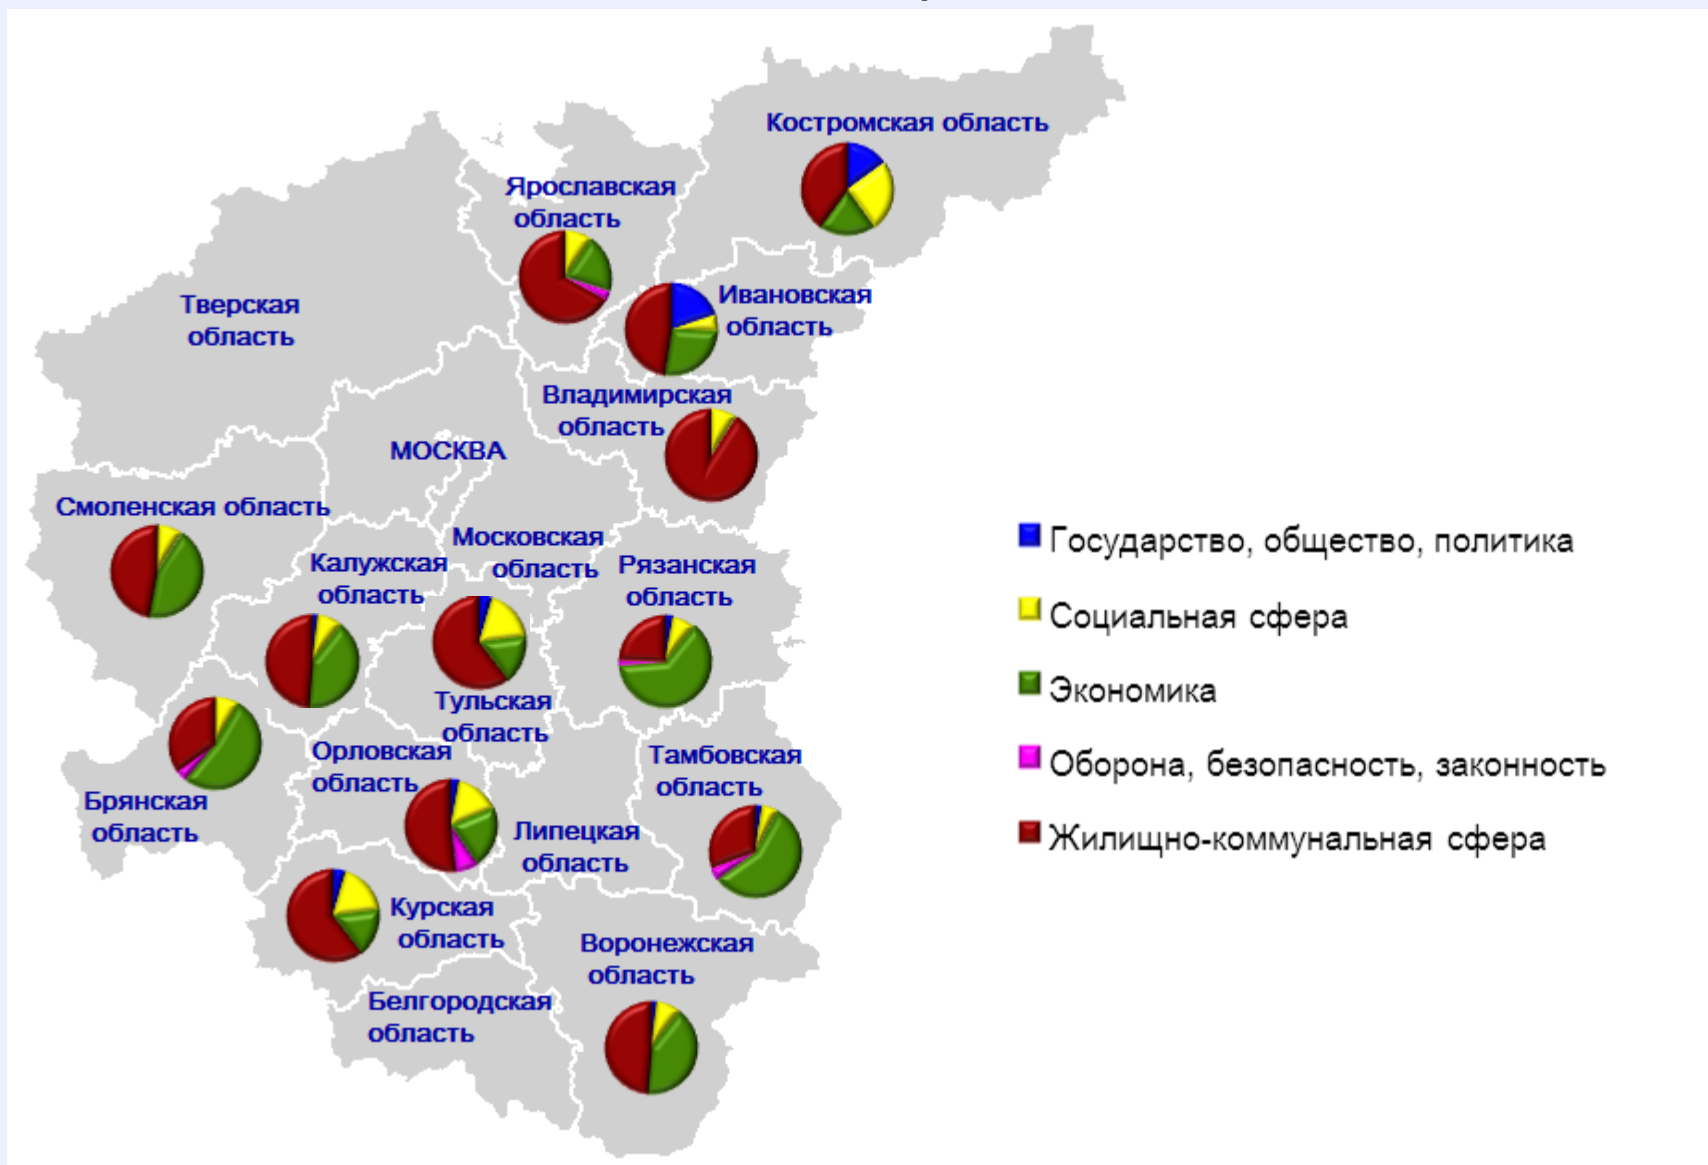 Костромская область
Ярославская
область
Ивановская
область
Тверская
область
Владимирская
область
МОСКВА
Смоленская область
Московская
область
Калужская
область
Рязанская
область
Тульская
область
Орловская
область
Тамбовская
область
Брянская
область
Липецкая
область
Курская
область
Воронежская
область
Белгородская
область
Государство, общество, политика
Социальная сфера
Экономика
Оборона, безопасность, законность
Жилищно-коммунальная сфера